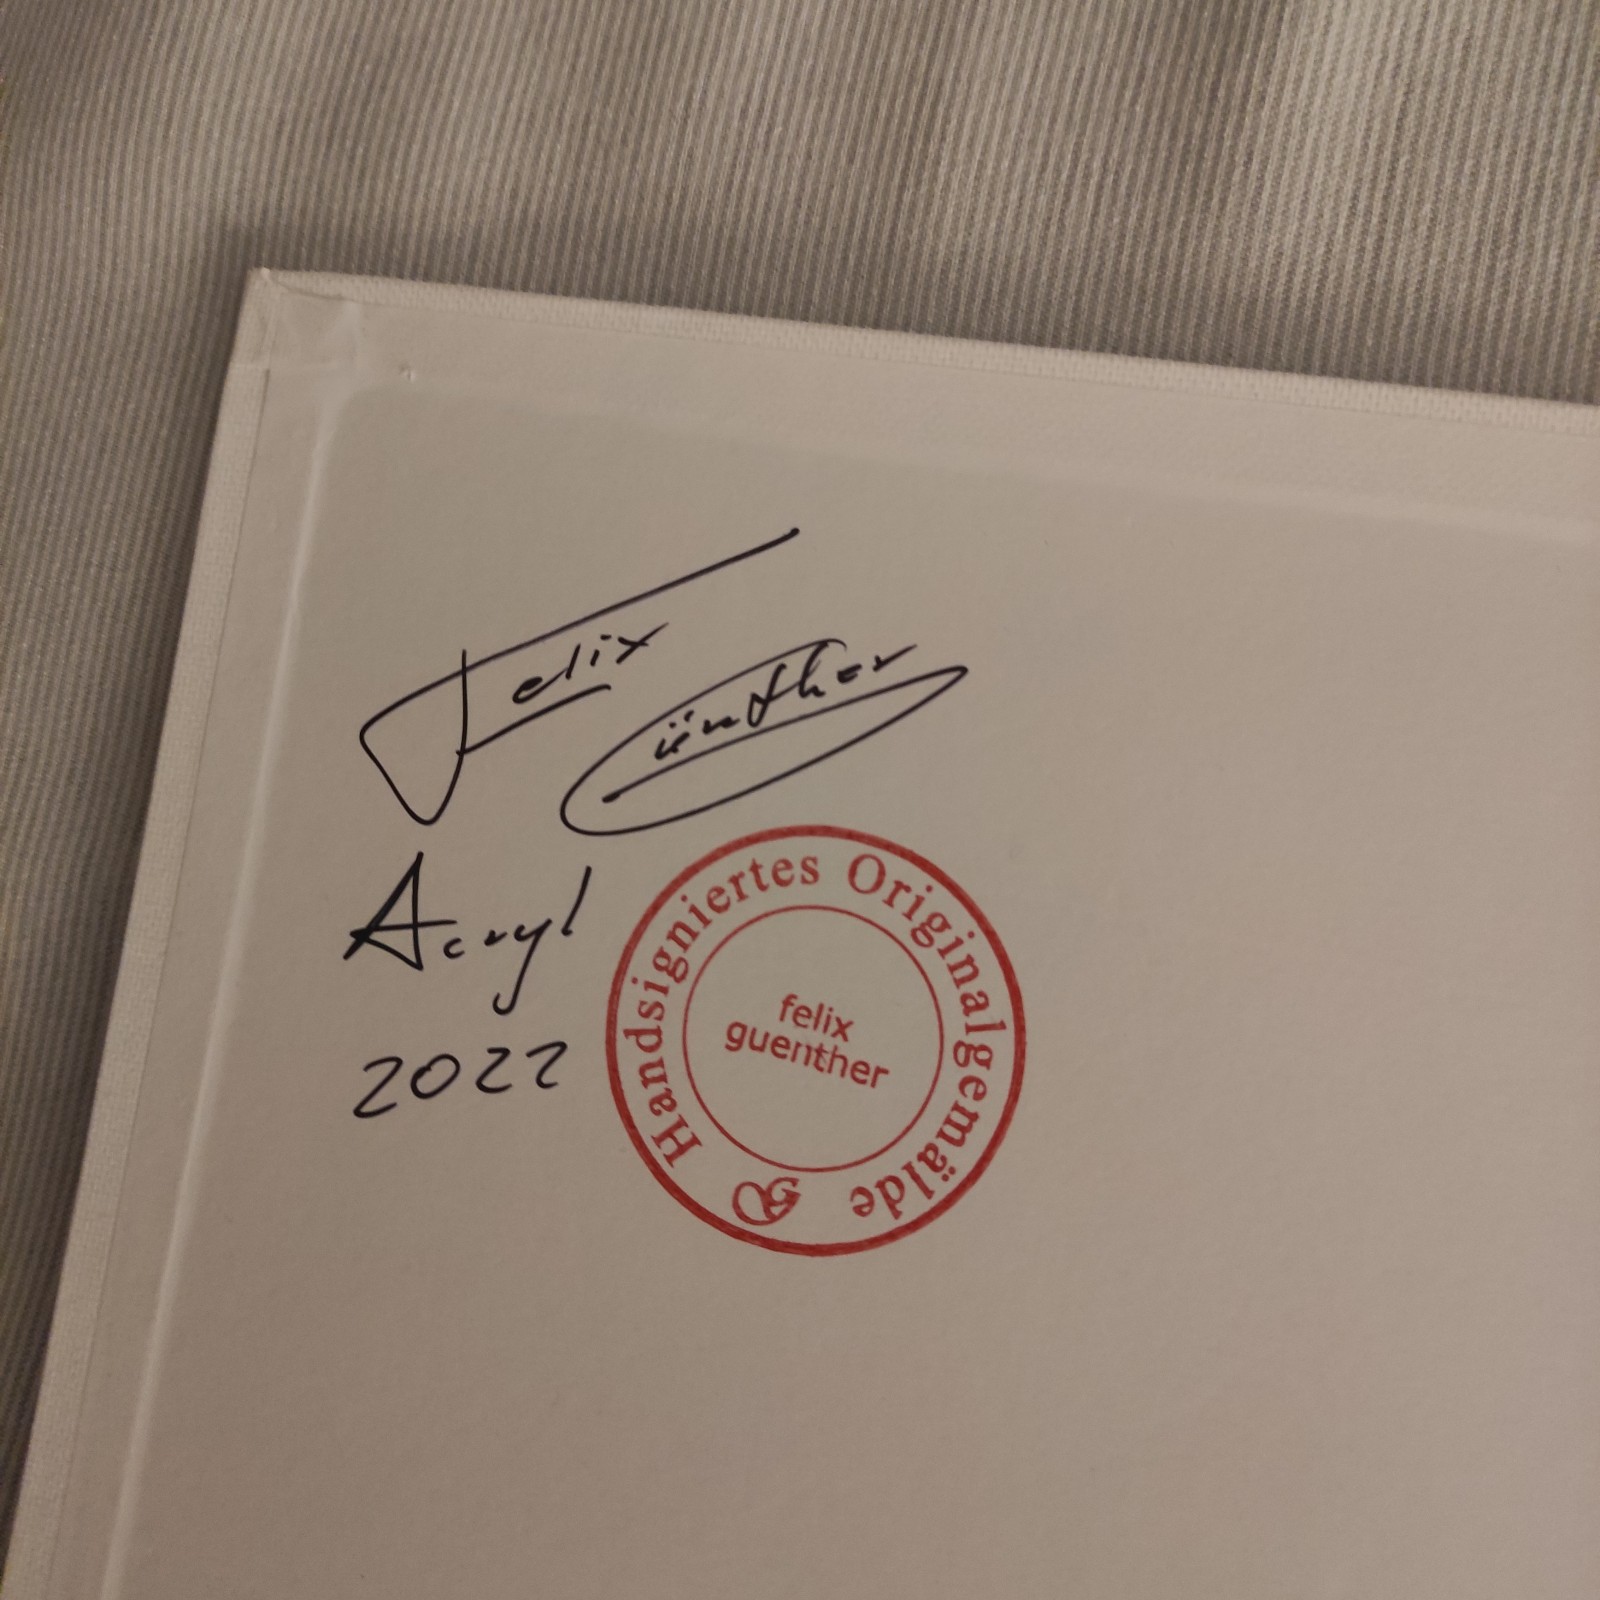 Felix
Günther
Acryl
2022
Handsigniertes Originalgemälde
felix
guenther